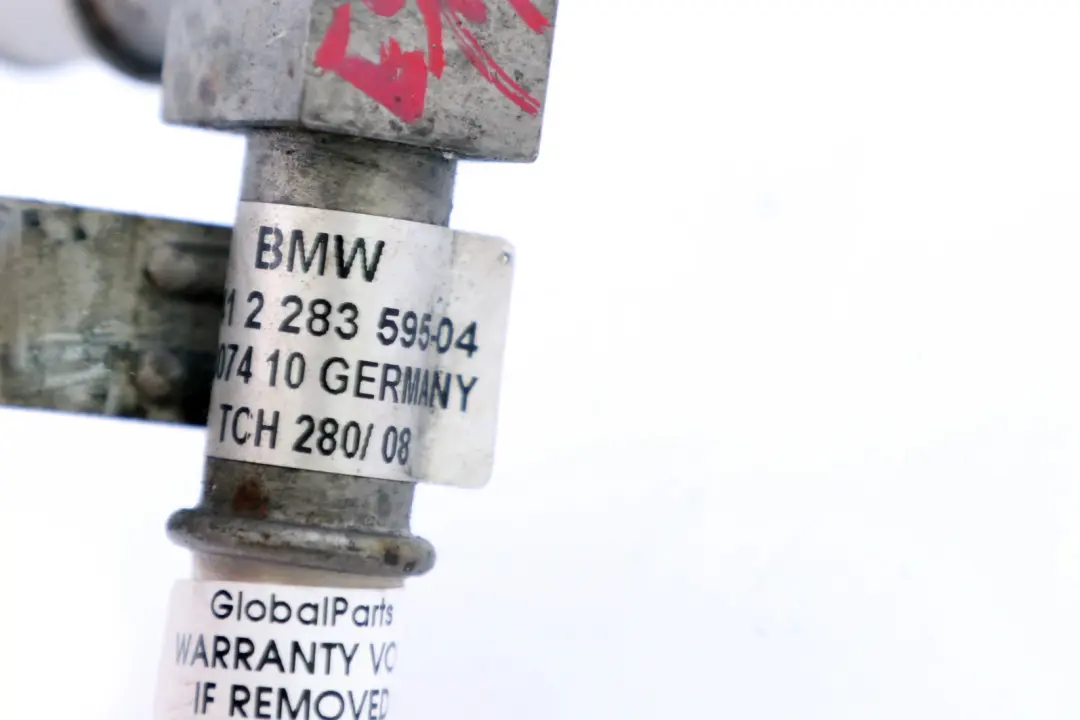 BMW
1 2 283 595-04
074 10 GERMANY
TCH 280/ 08
GlobalParts
WARRANTY VO
IF REMOVED